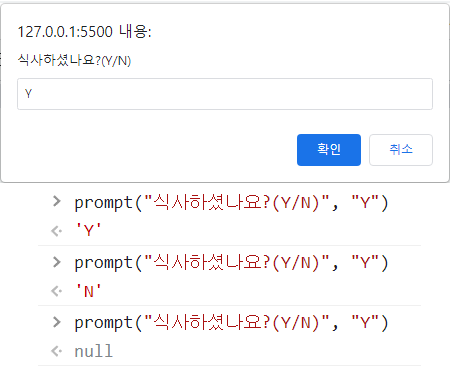 127.0.0.1:5500 내용:
식사하셨나요?(Y/N)
Y
확인 취소
> prompt("식사하셨나요?(Y/N)", "Y")
<· 'Y'
> prompt("식사하셨나요?(Y/N)", "Y")
<· 'N'
> prompt("식사하셨나요?(Y/N)", "Y")
<· null